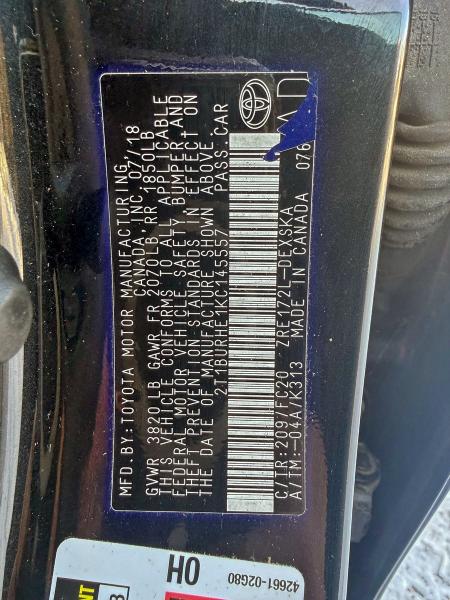 MFD.BY:TOYOTA MOTOR MANUFACTURING,
CANADA, INC. 07/18
GVWR 3820LB GAWR FR 2070LB RR 1850LB
THIS VEHICLE CONFORMS TO ALL APPLICABLE
FEDERAL MOTOR VEHICLE SAFETY, BUMPER, AND
THEFT PREVENTION STANDARDS IN EFFECT ON
THE DATE OF MANUFACTURE SHOWN ABOVE.
2T1BURHE1KC145557 PASS.CAR
C/TR:209/FC20 ZRE172L-DEXSKA
A/TM:-04A/K313 MADE IN CANADA 076
42661-02G80
OH